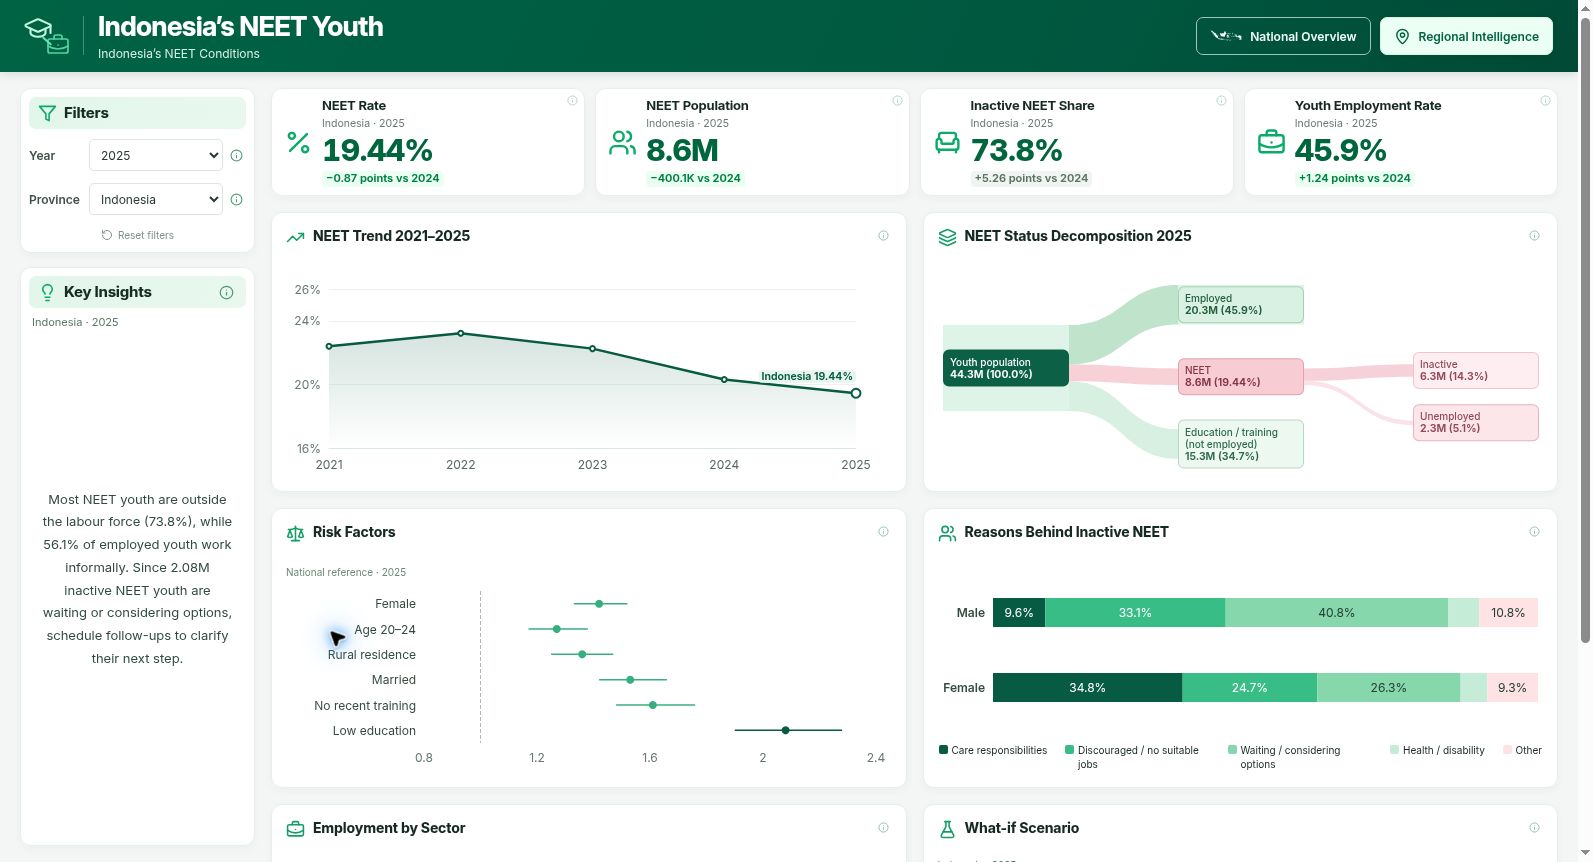 Indonesia’s NEET Youth
Indonesia’s NEET Conditions
National Overview
Regional Intelligence
Filters
Year
2025
Province
Indonesia
Reset filters
Key Insights
Indonesia · 2025
Most NEET youth are outside
the labour force (73.8%), while
56.1% of employed youth work
informally. Since 2.08M
inactive NEET youth are
waiting or considering options,
schedule follow-ups to clarify
their next step.
NEET Rate
Indonesia · 2025
19.44%
−0.87 points vs 2024
NEET Population
Indonesia · 2025
8.6M
−400.1K vs 2024
Inactive NEET Share
Indonesia · 2025
73.8%
+5.26 points vs 2024
Youth Employment Rate
Indonesia · 2025
45.9%
+1.24 points vs 2024
NEET Trend 2021–2025
26%
24%
20%
16%
Indonesia 19.44%
2021 2022 2023 2024 2025
NEET Status Decomposition 2025
Youth population
44.3M (100.0%)
Employed
20.3M (45.9%)
NEET
8.6M (19.44%)
Education / training
(not employed)
15.3M (34.7%)
Inactive
6.3M (14.3%)
Unemployed
2.3M (5.1%)
Risk Factors
National reference · 2025
Female
Age 20–24
Rural residence
Married
No recent training
Low education
0.8 1.2 1.6 2 2.4
Reasons Behind Inactive NEET
Male 9.6% 33.1% 40.8% 10.8%
Female 34.8% 24.7% 26.3% 9.3%
Care responsibilities
Discouraged / no suitable
jobs
Waiting / considering
options
Health / disability
Other
Employment by Sector
What-if Scenario